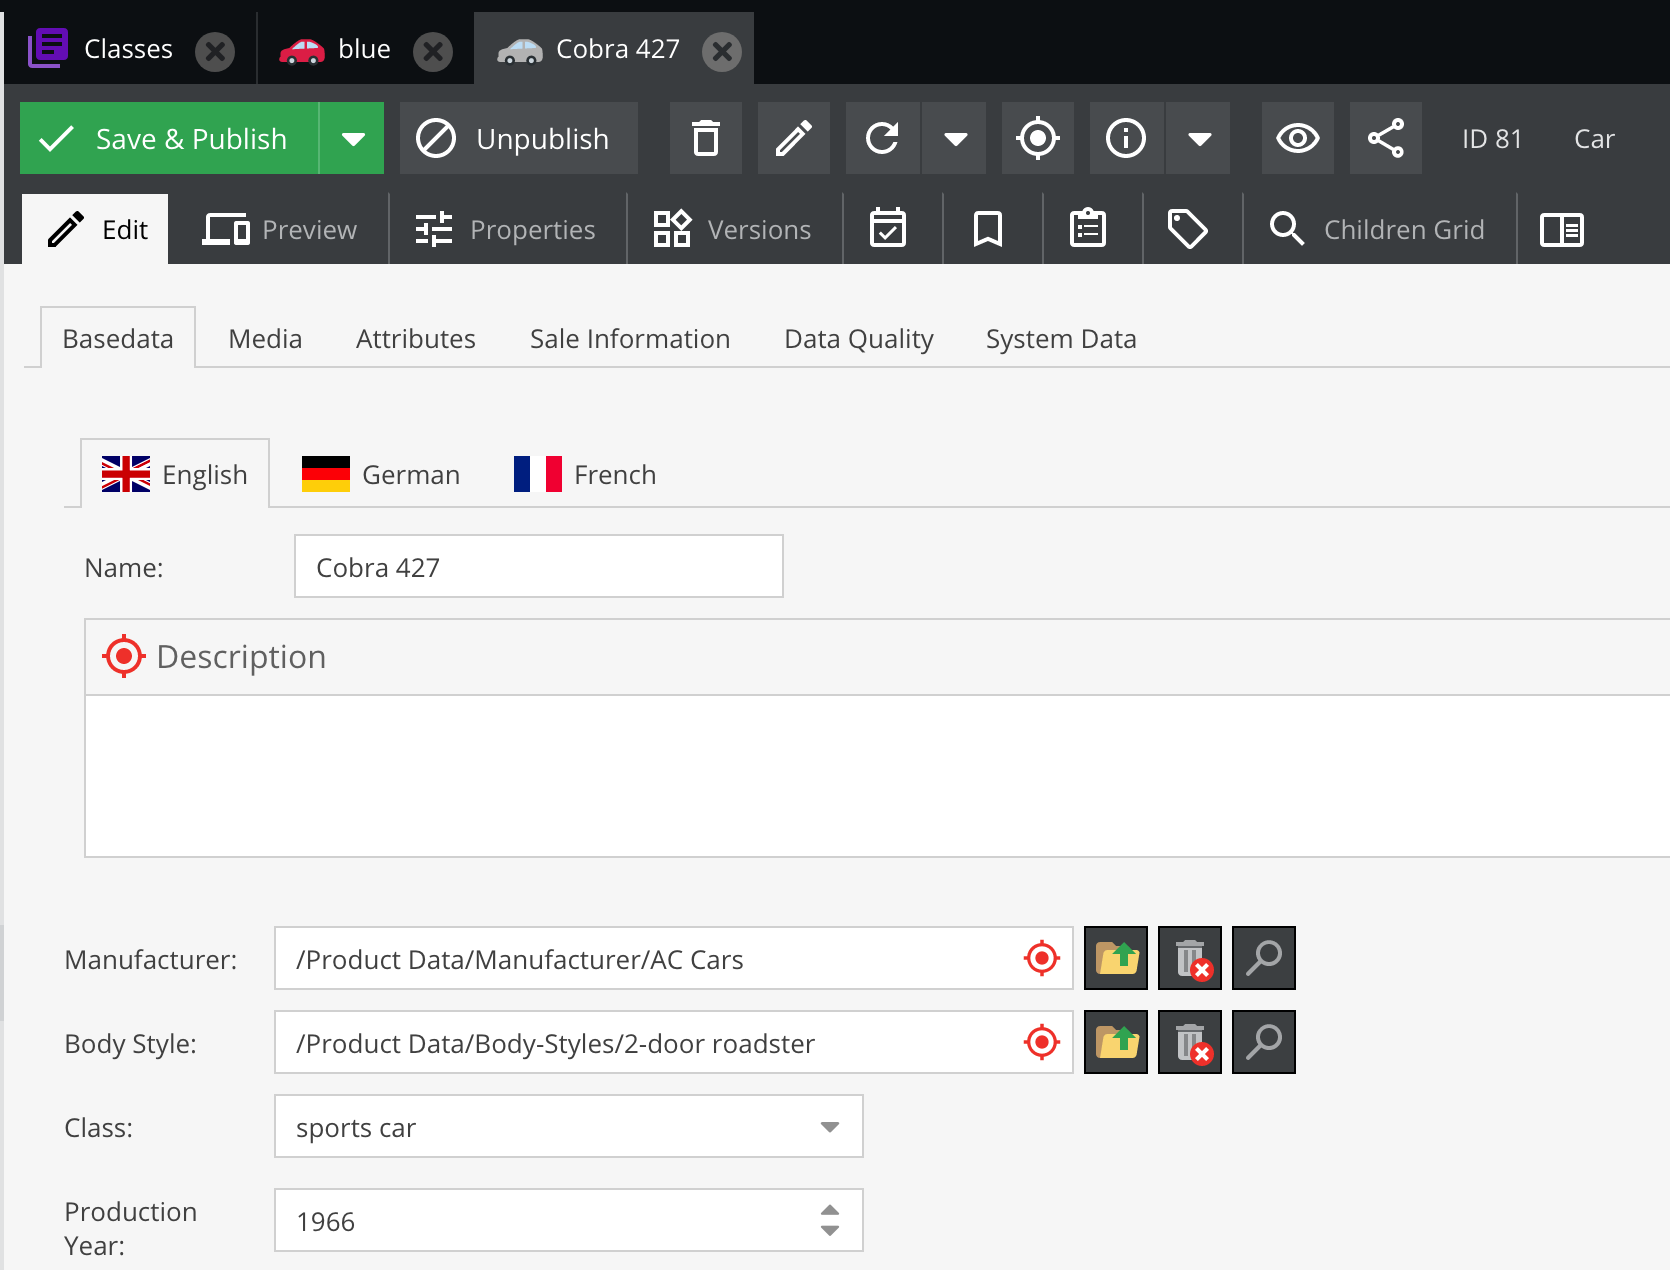 Classes blue Cobra 427
Save & Publish Unpublish ID 81 Car
Edit Preview Properties Versions Children Grid
Basedata Media Attributes Sale Information Data Quality System Data
English German French
Name: Cobra 427
Description
Manufacturer: /Product Data/Manufacturer/AC Cars
Body Style: /Product Data/Body-Styles/2-door roadster
Class: sports car
Production
Year: 1966